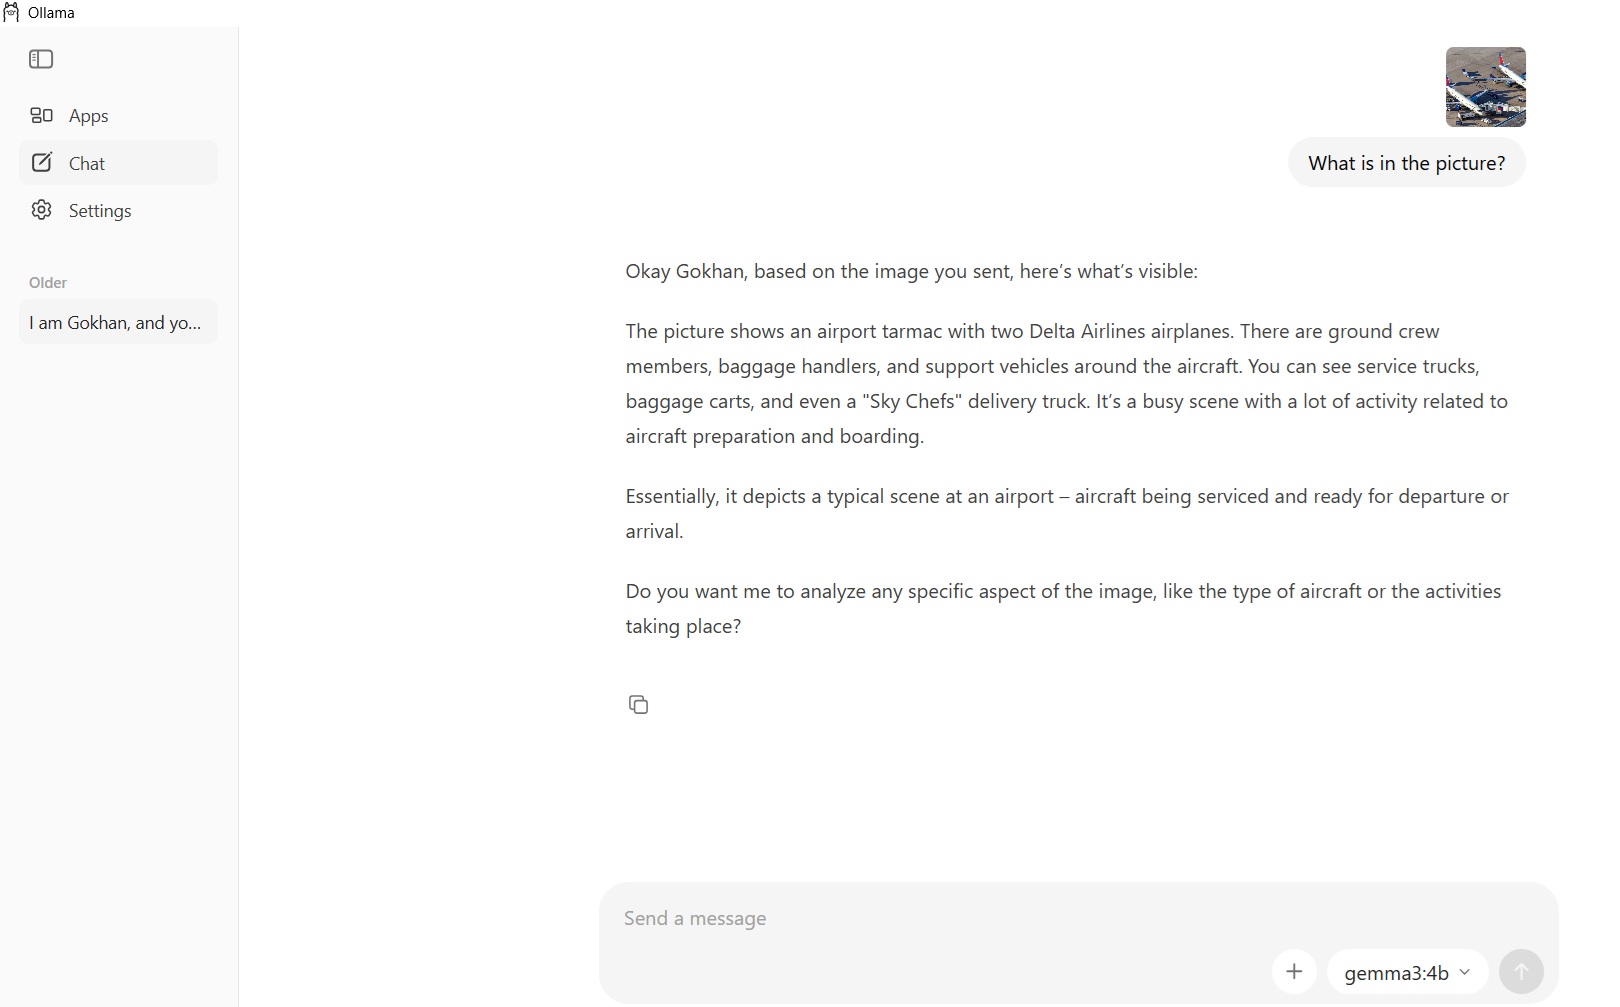 Ollama
Apps
Chat
Settings
Older
I am Gokhan, and yo...
What is in the picture?
Okay Gokhan, based on the image you sent, here’s what’s visible:
The picture shows an airport tarmac with two Delta Airlines airplanes. There are ground crew
members, baggage handlers, and support vehicles around the aircraft. You can see service trucks,
baggage carts, and even a "Sky Chefs" delivery truck. It’s a busy scene with a lot of activity related to
aircraft preparation and boarding.
Essentially, it depicts a typical scene at an airport – aircraft being serviced and ready for departure or
arrival.
Do you want me to analyze any specific aspect of the image, like the type of aircraft or the activities
taking place?
Send a message
gemma3:4b